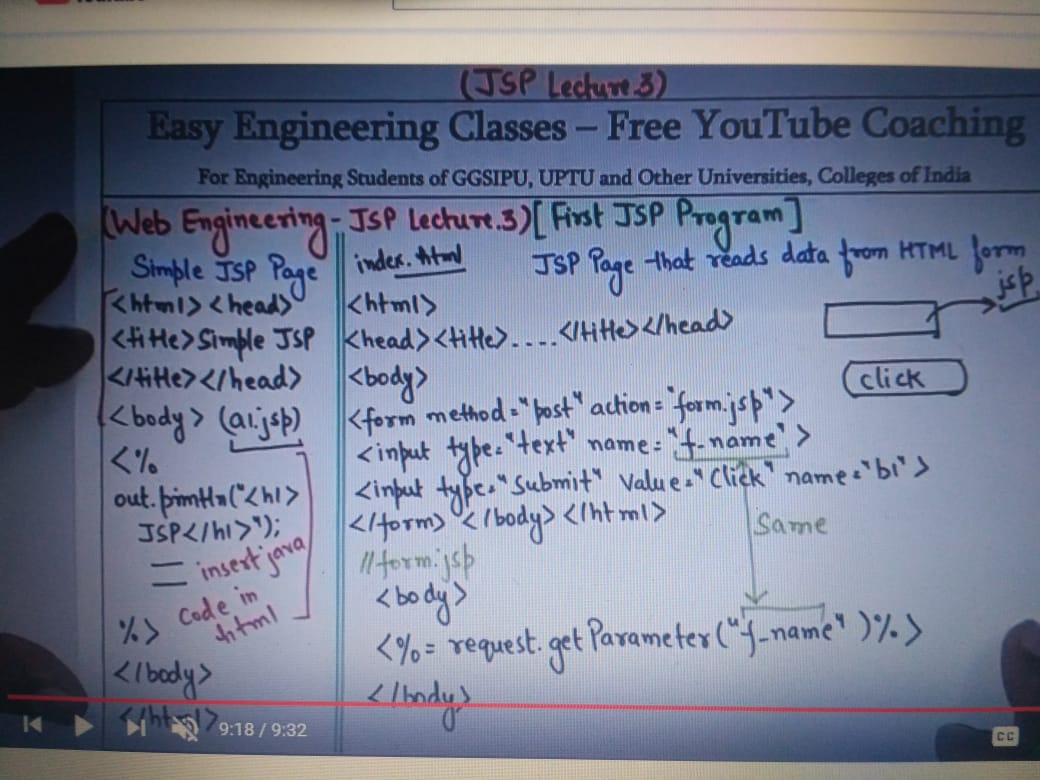 (JSP Lecture.3)
Easy Engineering Classes – Free YouTube Coaching
For Engineering Students of GGSIPU, UPTU and Other Universities, Colleges of India
(Web Engineering - JSP Lecture.3) [First JSP Program]
Simple JSP Page
<html> <head>
<title> Simple JSP
</title></head>
<body> (a1.jsp)
<%
out.println("<h1>
JSP</h1>");
= insert java
code in
html
%>
</body>
</html>
index.html
JSP Page that reads data from HTML form
jsp
<html>
<head><title>....</title></head>
click
<body>
<form method="post" action="form.jsp">
<input type="text" name="f-name">
<input type="Submit" Value="Click" name="b1">
</form> </body> </html>
Same
//form.jsp
<body>
<%= request.getParameter("f-name")%>
</body>
9:18 / 9:32
CC